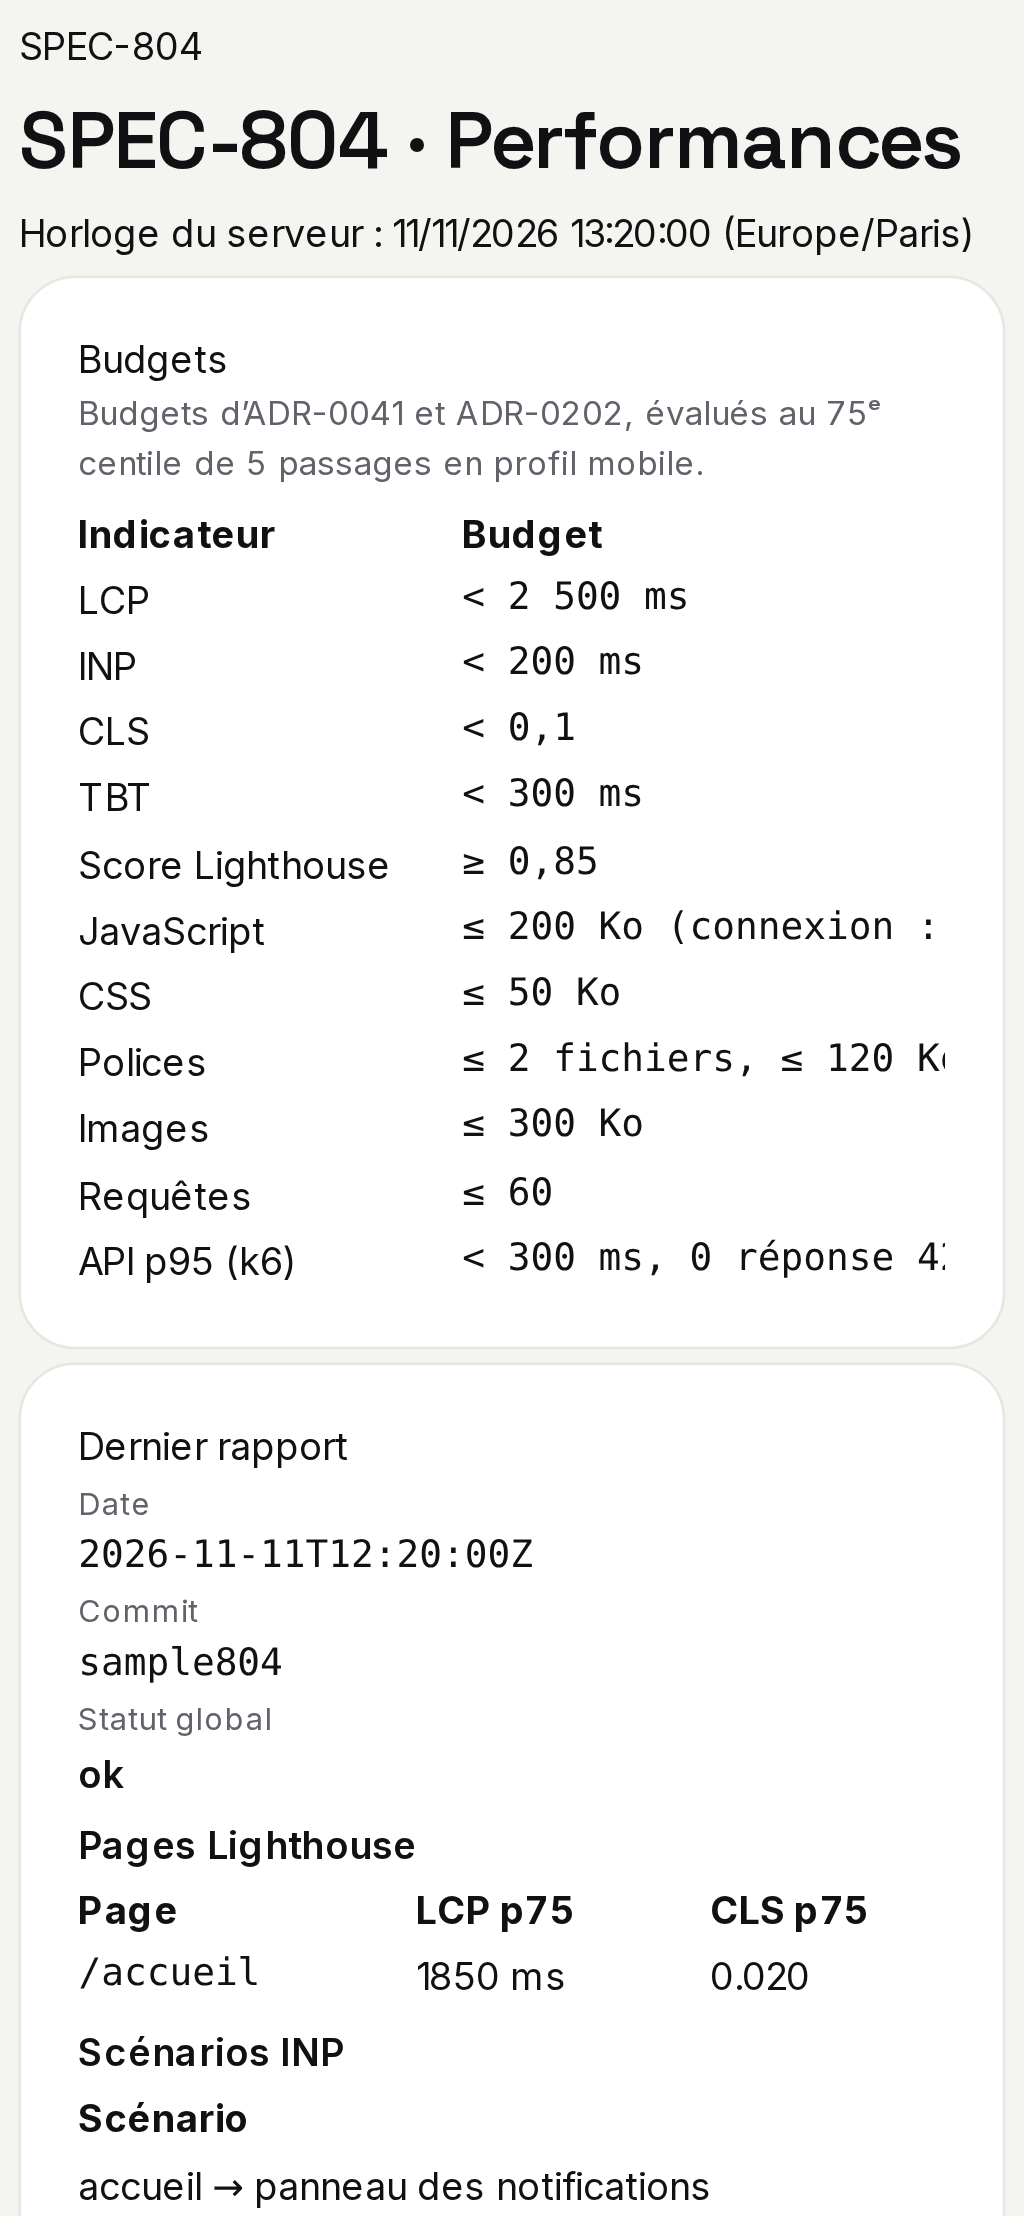 SPEC-804
SPEC-804 · Performances
Horloge du serveur : 11/11/2026 13:20:00 (Europe/Paris)
Budgets
Budgets d’ADR-0041 et ADR-0202, évalués au 75ᵉ
centile de 5 passages en profil mobile.
Indicateur Budget
LCP < 2 500 ms
INP < 200 ms
CLS < 0,1
TBT < 300 ms
Score Lighthouse ≥ 0,85
JavaScript ≤ 200 Ko (connexion :
CSS ≤ 50 Ko
Polices ≤ 2 fichiers, ≤ 120
Images ≤ 300 Ko
Requêtes ≤ 60
API p95 (k6) < 300 ms, 0 réponse
Dernier rapport
Date
2026-11-11T12:20:00Z
Commit
sample804
Statut global
ok
Pages Lighthouse
Page LCP p75 CLS p75
/accueil 1850 ms 0.020
Scénarios INP
Scénario
accueil → panneau des notifications